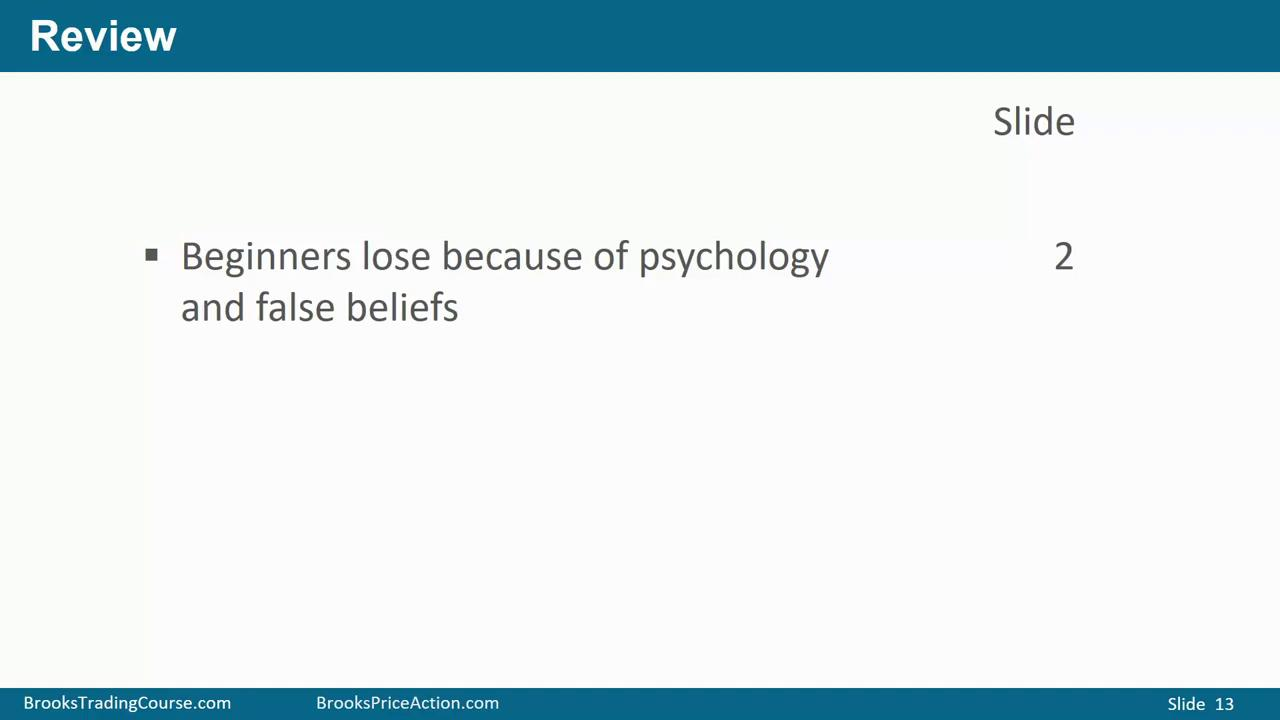 Review
Slide
▪ Beginners lose because of psychology 2
and false beliefs
BrooksTradingCourse.com BrooksPriceAction.com Slide 13